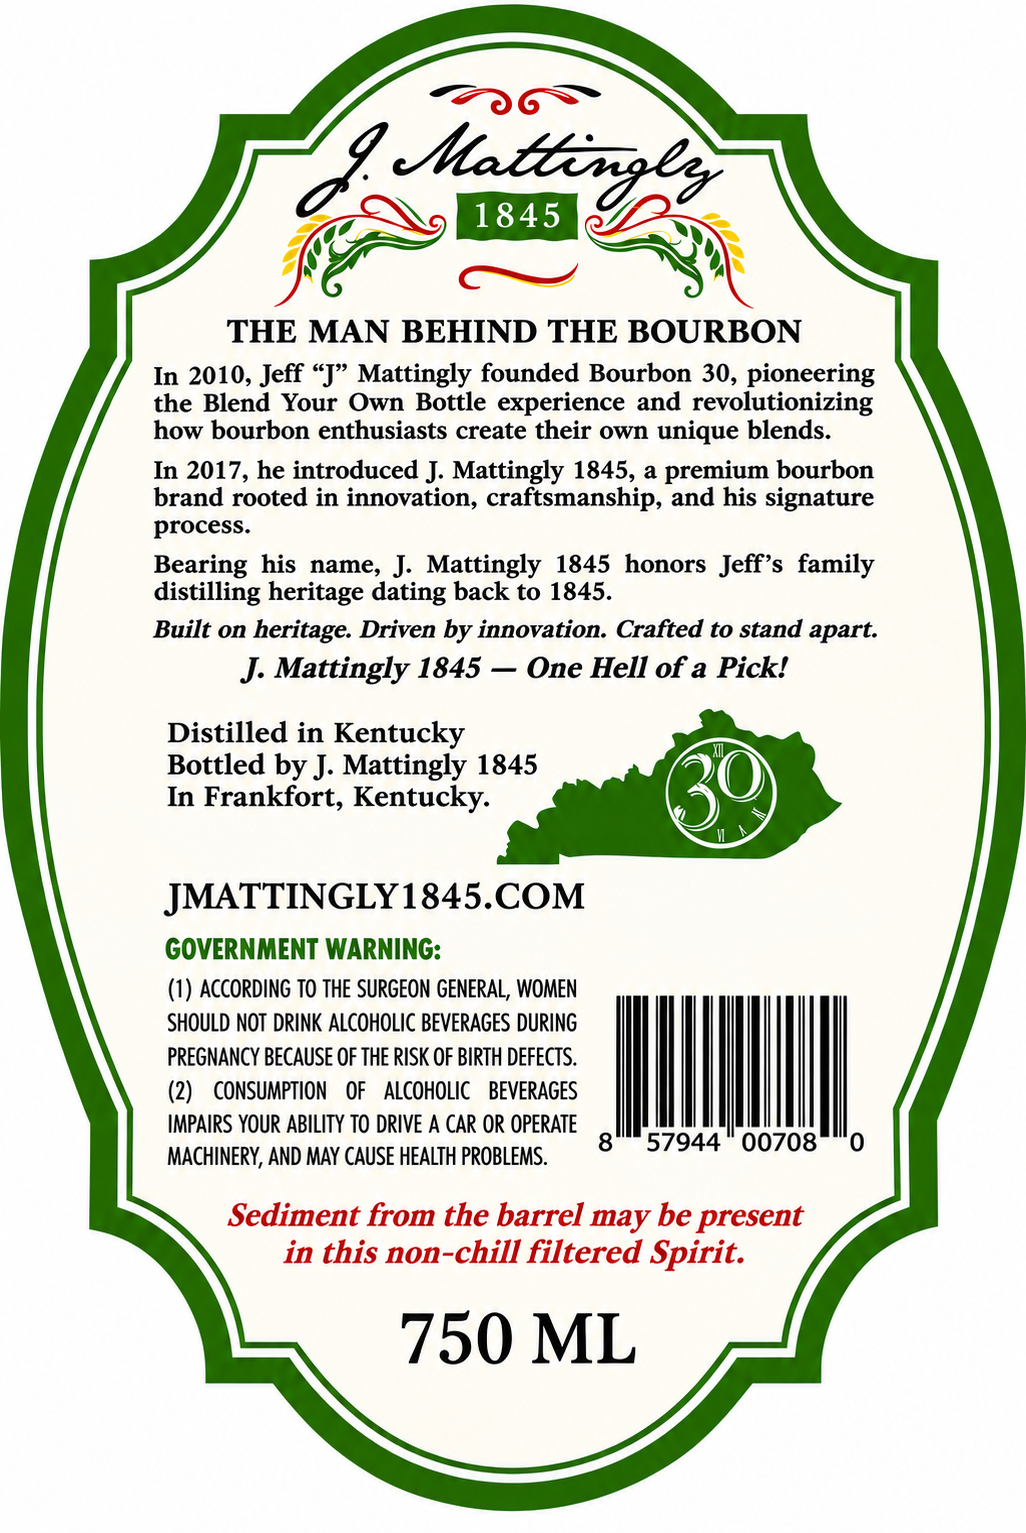 J. Mattingly
1845
THE MAN BEHIND THE BOURBON
In 2010, Jeff “J” Mattingly founded Bourbon 30, pioneering
the Blend Your Own Bottle experience and revolutionizing
how bourbon enthusiasts create their own unique blends.
In 2017, he introduced J. Mattingly 1845, a premium bourbon
brand rooted in innovation, craftsmanship, and his signature
process.
Bearing his name, J. Mattingly 1845 honors Jeff’s family
distilling heritage dating back to 1845.
Built on heritage. Driven by innovation. Crafted to stand apart.
J. Mattingly 1845 — One Hell of a Pick!
Distilled in Kentucky
Bottled by J. Mattingly 1845
In Frankfort, Kentucky.
XII
30
VI A M
JMATTINGLY1845.COM
GOVERNMENT WARNING:
(1) ACCORDING TO THE SURGEON GENERAL, WOMEN
SHOULD NOT DRINK ALCOHOLIC BEVERAGES DURING
PREGNANCY BECAUSE OF THE RISK OF BIRTH DEFECTS.
(2) CONSUMPTION OF ALCOHOLIC BEVERAGES
IMPAIRS YOUR ABILITY TO DRIVE A CAR OR OPERATE
MACHINERY, AND MAY CAUSE HEALTH PROBLEMS.
8 57944 00708 0
Sediment from the barrel may be present
in this non-chill filtered Spirit.
750 ML